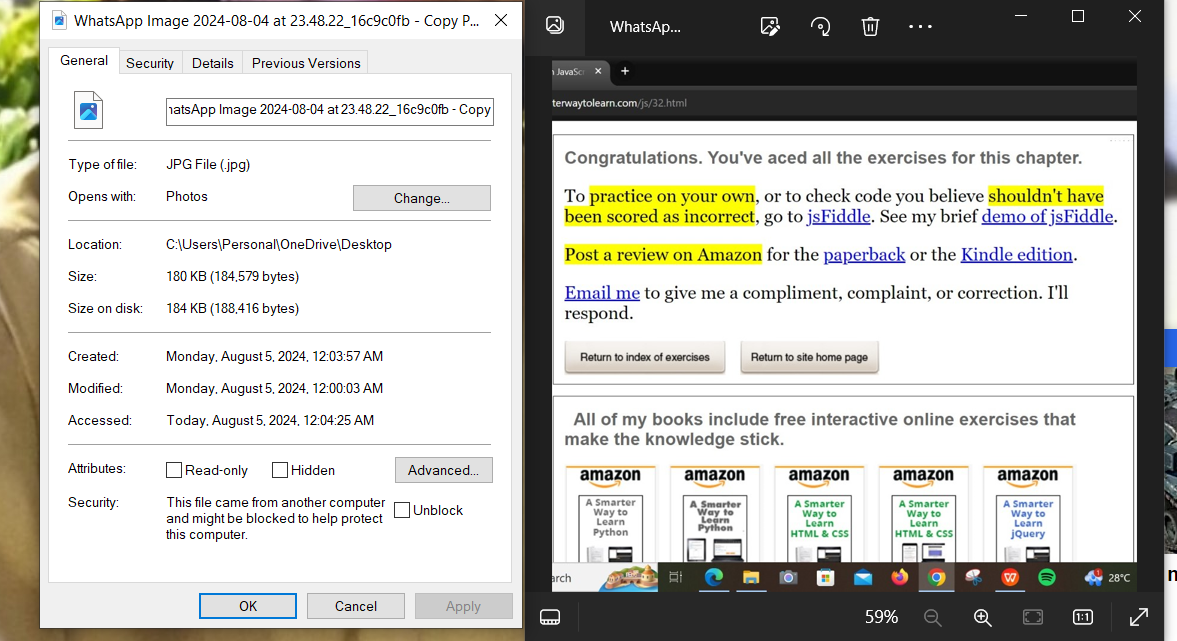 WhatsApp Image 2024-08-04 at 23.48.22_16c9c0fb - Copy P...
General
Security
Details
Previous Versions
hatsApp Image 2024-08-04 at 23.48.22_16c9c0fb - Copy
Type of file:
JPG File (.jpg)
Opens with:
Photos
Change...
Location:
C:\Users\Personal\OneDrive\Desktop
Size:
180 KB (184,579 bytes)
Size on disk:
184 KB (188,416 bytes)
Created:
Monday, August 5, 2024, 12:03:57 AM
Modified:
Monday, August 5, 2024, 12:00:03 AM
Accessed:
Today, August 5, 2024, 12:04:25 AM
Attributes:
Read-only
Hidden
Advanced...
Security:
This file came from another computer
and might be blocked to help protect
this computer.
Unblock
OK
Cancel
Apply
WhatsAp...
n JavaScr
terwaytolearn.com/js/32.html
Congratulations. You've aced all the exercises for this chapter.
To practice on your own, or to check code you believe shouldn't have
been scored as incorrect, go to jsFiddle. See my brief demo of jsFiddle.
Post a review on Amazon for the paperback or the Kindle edition.
Email me to give me a compliment, complaint, or correction. I'll
respond.
Return to index of exercises
Return to site home page
All of my books include free interactive online exercises that
make the knowledge stick.
amazon
A Smarter
Way to
Learn
Python
amazon
A Smarter
Way to
Learn
Python
amazon
A Smarter
Way to
Learn
HTML & CSS
amazon
A Smarter
Way to
Learn
HTML & CSS
amazon
A Smarter
Way to
Learn
jQuery
arch
28°C
59%
1:1